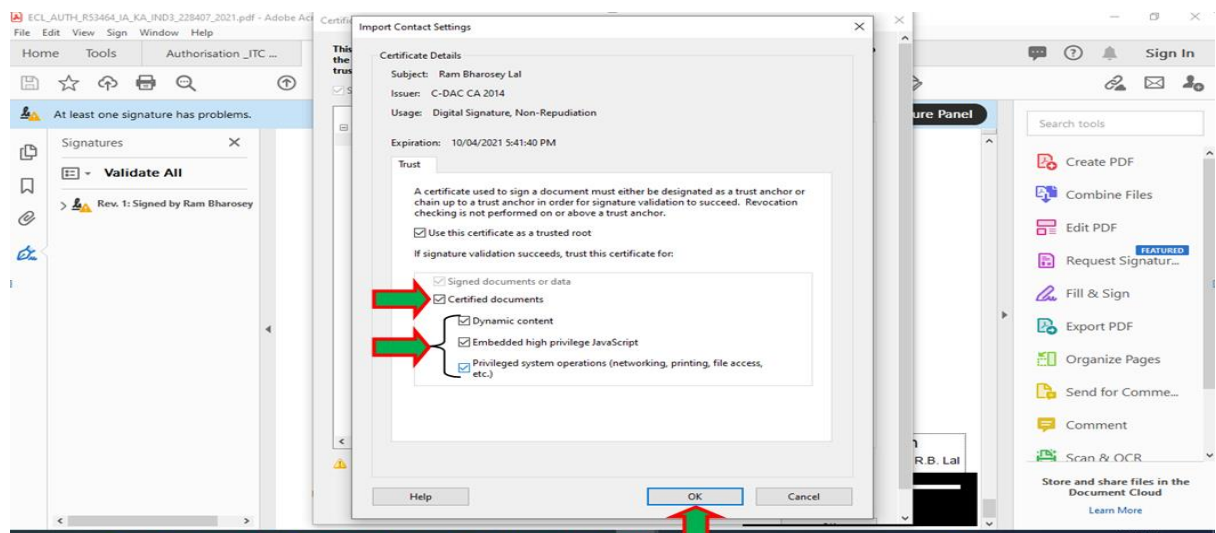 ECL_AUTH_R53464_IA_KA_IND3_228407_2021.pdf - Adobe Ac
File Edit View Sign Window Help
Home Tools Authorisation _ITC ...
Sign In
At least one signature has problems.
Signatures
Validate All
Rev. 1: Signed by Ram Bharosey
This
the
trus
Import Contact Settings
Certificate Details
Subject: Ram Bharosey Lal
Issuer: C-DAC CA 2014
Usage: Digital Signature, Non-Repudiation
Expiration: 10/04/2021 5:41:40 PM
Trust
A certificate used to sign a document must either be designated as a trust anchor or
chain up to a trust anchor in order for signature validation to succeed. Revocation
checking is not performed on or above a trust anchor.
Use this certificate as a trusted root
If signature validation succeeds, trust this certificate for:
Signed documents or data
Certified documents
Dynamic content
Embedded high privilege JavaScript
Privileged system operations (networking, printing, file access,
etc.)
Help OK Cancel
ure Panel
R.B. Lal
Search tools
Create PDF
Combine Files
Edit PDF
FEATURED
Request Signatur...
Fill & Sign
Export PDF
Organize Pages
Send for Comme...
Comment
Scan & OCR
Store and share files in the
Document Cloud
Learn More